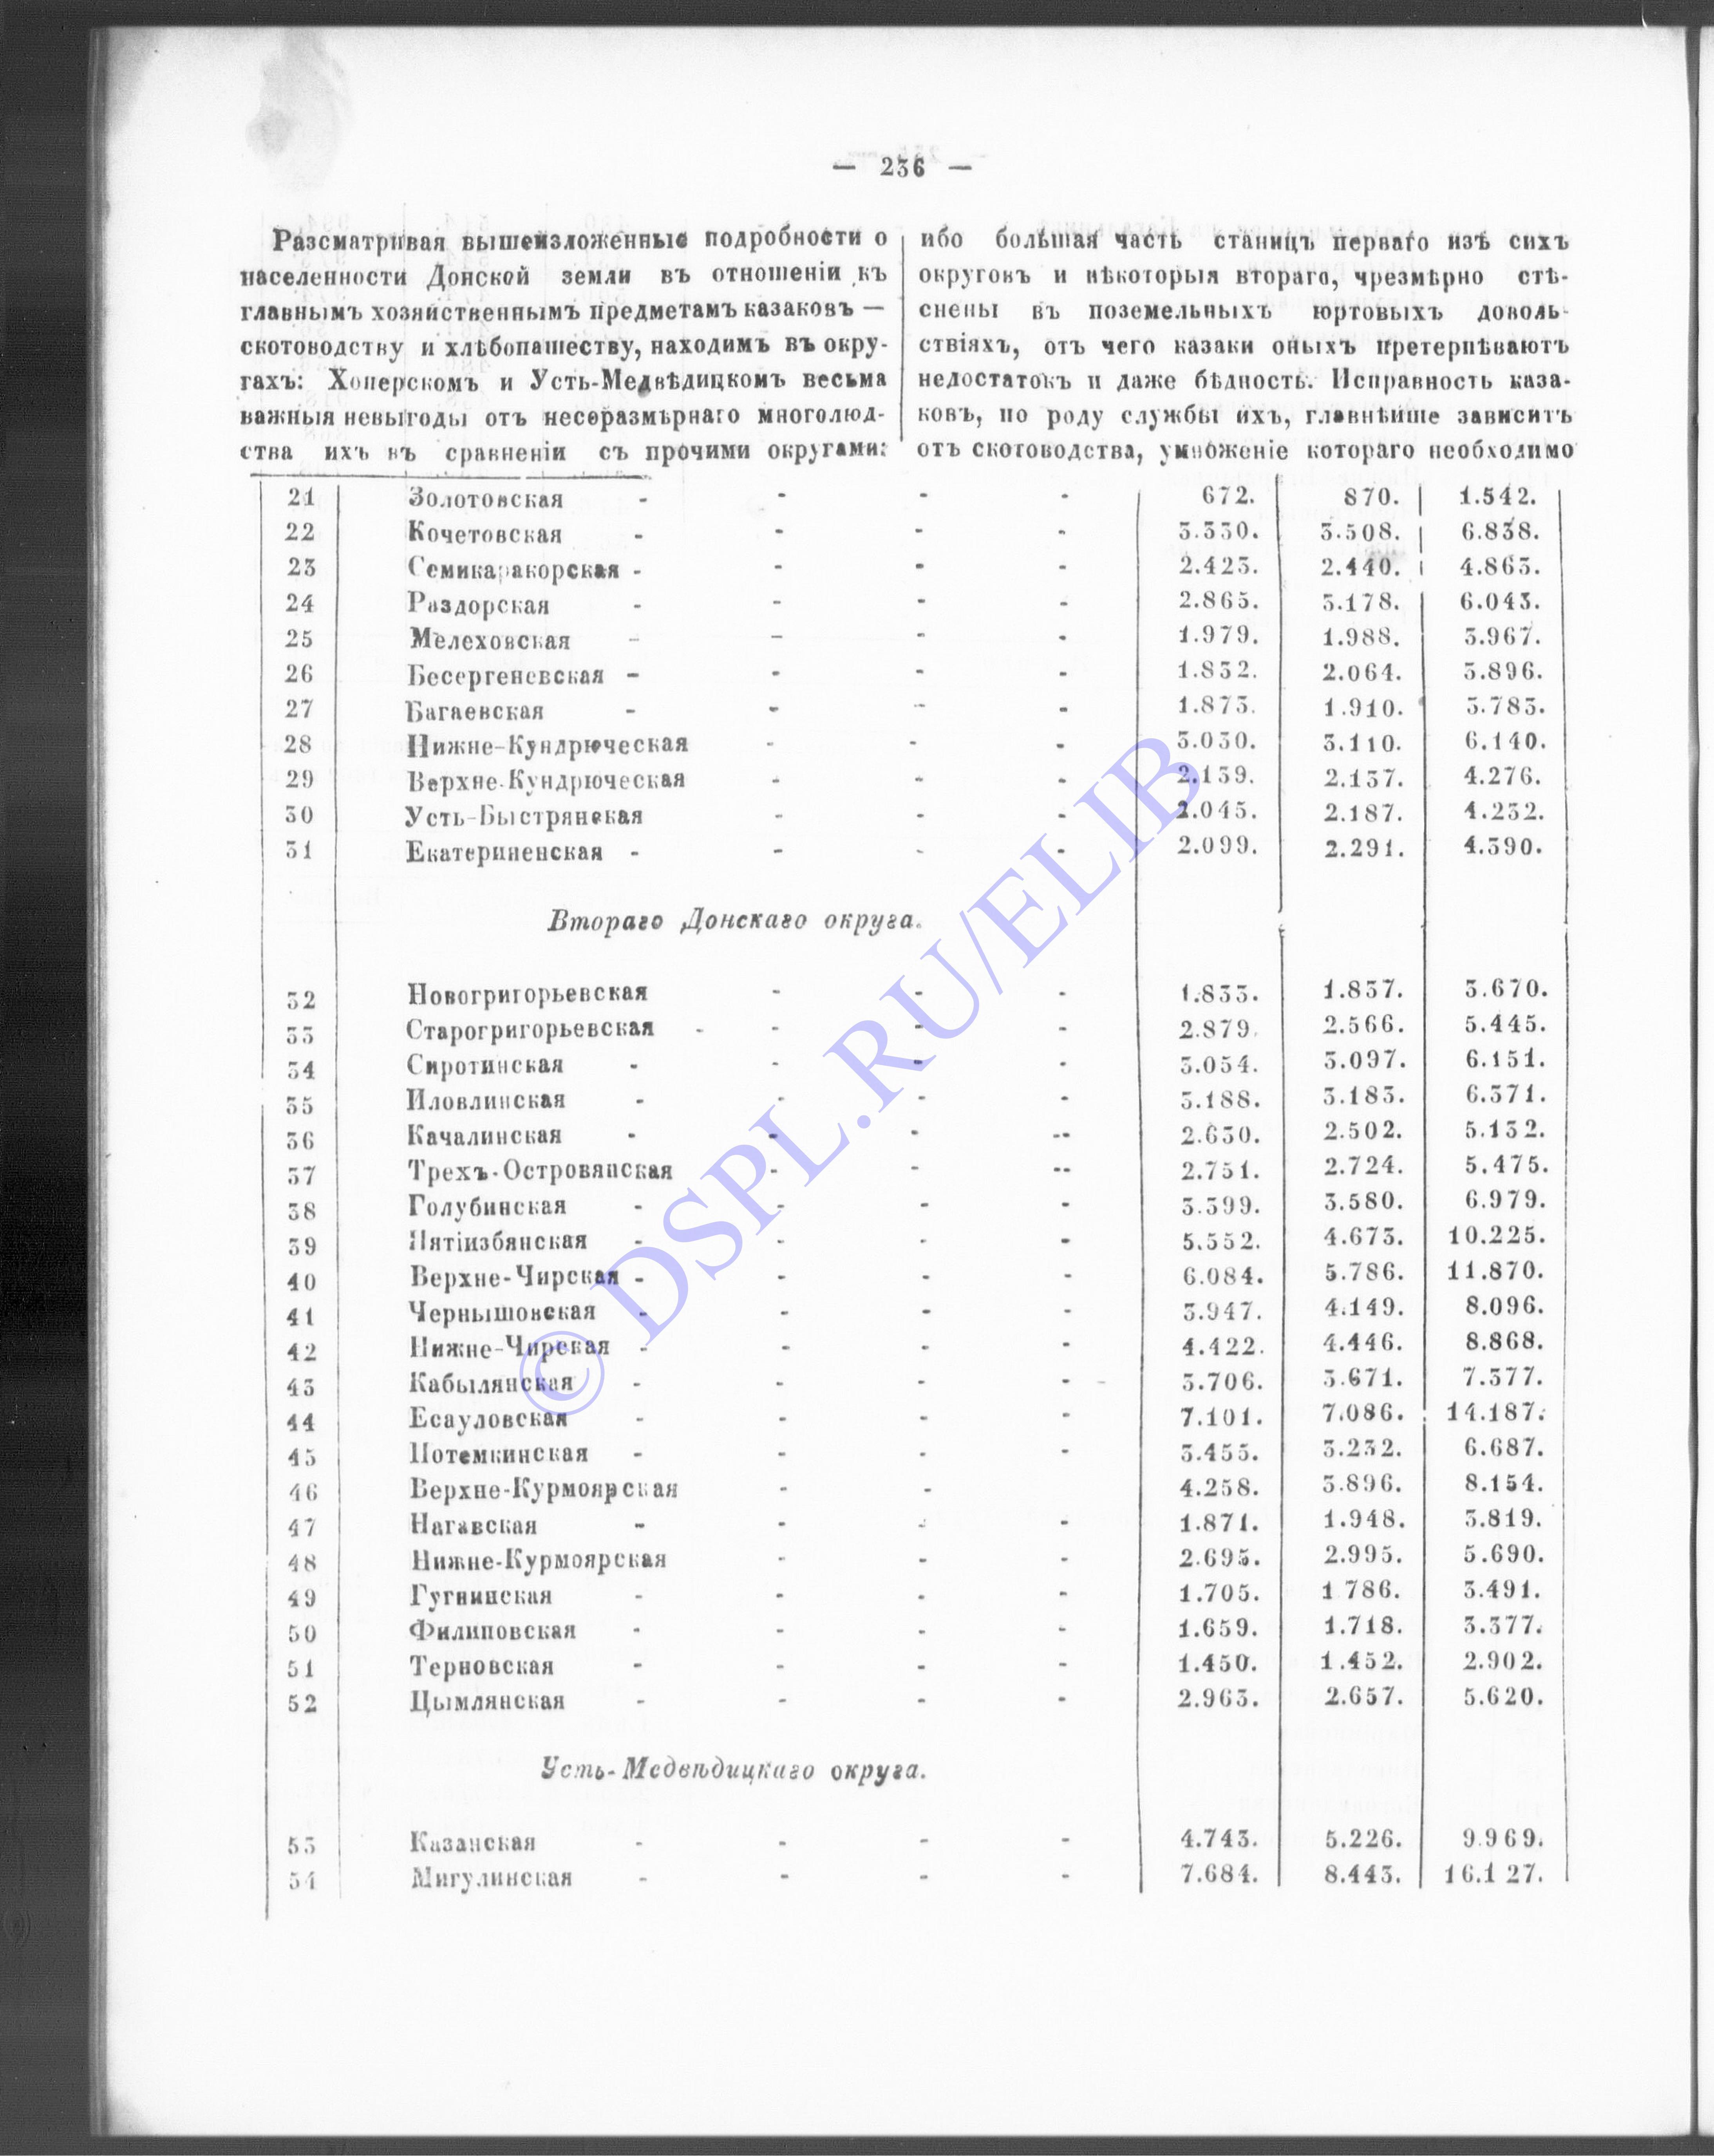 — 236 —
Разсматривая вышеизложенные подробности о
населенности Донской земли въ отношеніи къ
главнымъ хозяйственнымъ предметамъ казаковъ —
скотоводству и хлѣбопашеству, находимъ въ окру-
гахъ: Хоперскомъ и Усть-Медвѣдицкомъ весьма
важныя невыгоды отъ несоразмѣрнаго многолюд-
ства ихъ въ сравненіи съ прочими округами:
ибо большая часть станицъ перваго изъ сихъ
округовъ и нѣкоторыя втораго, чрезмѣрно стѣ-
снены въ поземельныхъ юртовыхъ доволь-
ствіяхъ, отъ чего казаки оныхъ претерпѣваютъ
недостатокъ и даже бѣдность. Исправность каза-
ковъ, по роду службы ихъ, главнѣйше зависитъ
отъ скотоводства, умноженіе котораго необходимо
21 Золотовская - - - - 672. 870. 1.542.
22 Кочетовская - - - - 3.330. 3.508. 6.838.
23 Семикаракорская - - - - 2.423. 2.440. 4.863.
24 Раздорская - - - - 2.865. 3.178. 6.043.
25 Мелеховская - - - - 1.979. 1.988. 3.967.
26 Бесергеневская - - - - 1.832. 2.064. 3.896.
27 Багаевская - - - - 1.873. 1.910. 3.783.
28 Нижне-Кундрюческая - - - 3.030. 3.110. 6.140.
29 Верхне-Кундрюческая - - - 2.139. 2.137. 4.276.
30 Усть-Быстрянская - - - 2.045. 2.187. 4.232.
31 Екатериненская - - - - 2.099. 2.291. 4.390.
Втораго Донскаго округа.
32 Новогригорьевская - - - 1.833. 1.837. 3.670.
33 Старогригорьевская - - - - 2.879. 2.566. 5.445.
34 Сиротинская - - - - 3.054. 3.097. 6.151.
35 Иловлинская - - - - 3.188. 3.183. 6.371.
36 Качалинская - - - -- 2.630. 2.502. 5.132.
37 Трехъ-Островянская - - -- 2.751. 2.724. 5.475.
38 Голубинская - - - - 3.399. 3.580. 6.979.
39 Пятіизбянская - - - - 5.552. 4.673. 10.225.
40 Верхне-Чирская - - - - 6.084. 5.786. 11.870.
41 Чернышовская - - - - 3.947. 4.149. 8.096.
42 Нижне-Чирская - - - - 4.422. 4.446. 8.868.
43 Кабылянская - - - - 3.706. 3.671. 7.377.
44 Есауловская - - - - 7.101. 7.086. 14.187.
45 Потемкинская - - - - 3.455. 3.232. 6.687.
46 Верхне-Курмоярская - - 4.258. 3.896. 8.154.
47 Нагавская - - - - 1.871. 1.948. 3.819.
48 Нижне-Курмоярская - - - 2.695. 2.995. 5.690.
49 Гугнинская - - - - 1.705. 1 786. 3.491.
50 Филиповская - - - - 1.659. 1.718. 3.377.
51 Терновская - - - - 1.450. 1.452. 2.902.
52 Цымлянская - - - - 2.963. 2.657. 5.620.
Усть-Медвѣдицкаго округа.
53 Казанская - - - - 4.743. 5.226. 9.969.
54 Мигулинская - - - - 7.684. 8.443. 16.127.
© DSPL.RU/ELIB